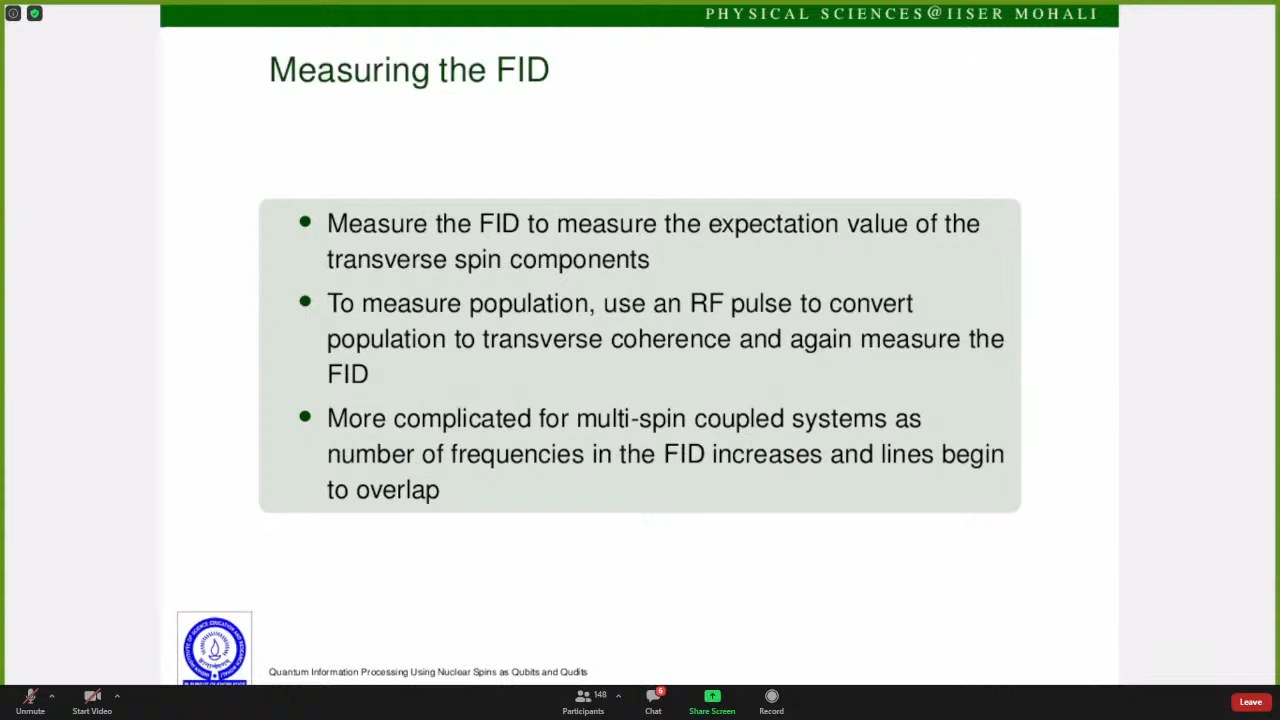 PHYSICAL SCIENCES@IISER MOHALI
Measuring the FID
Measure the FID to measure the expectation value of the
transverse spin components
To measure population, use an RF pulse to convert
population to transverse coherence and again measure the
FID
More complicated for multi-spin coupled systems as
number of frequencies in the FID increases and lines begin
to overlap
Quantum Information Processing Using Nuclear Spins as Qubits and Qudits
Unmute
Start Video
148
Participants
6
Chat
Share Screen
Record
Leave